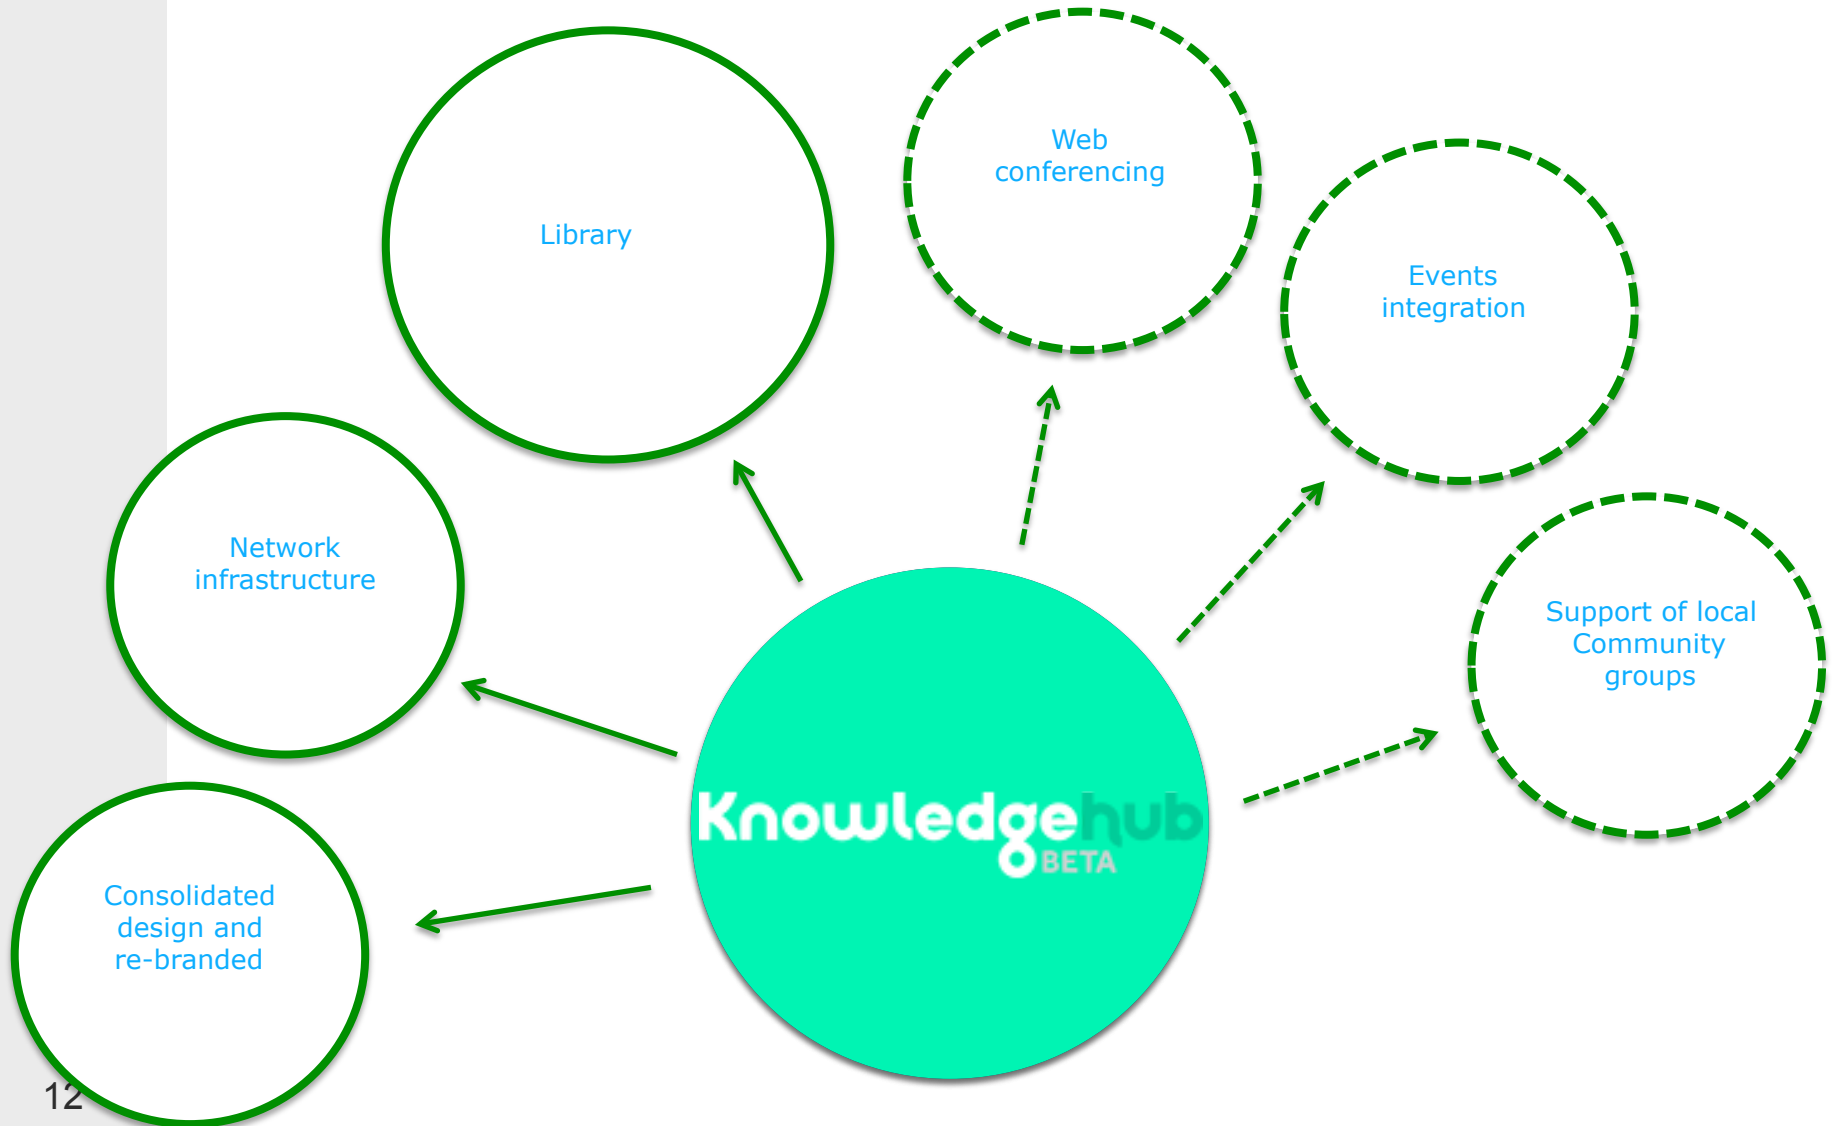 Web
conferencing
Library
Events
integration
Network
infrastructure
Support of local
Community
groups
Knowledgehub
BETA
Consolidated
design and
re-branded
12